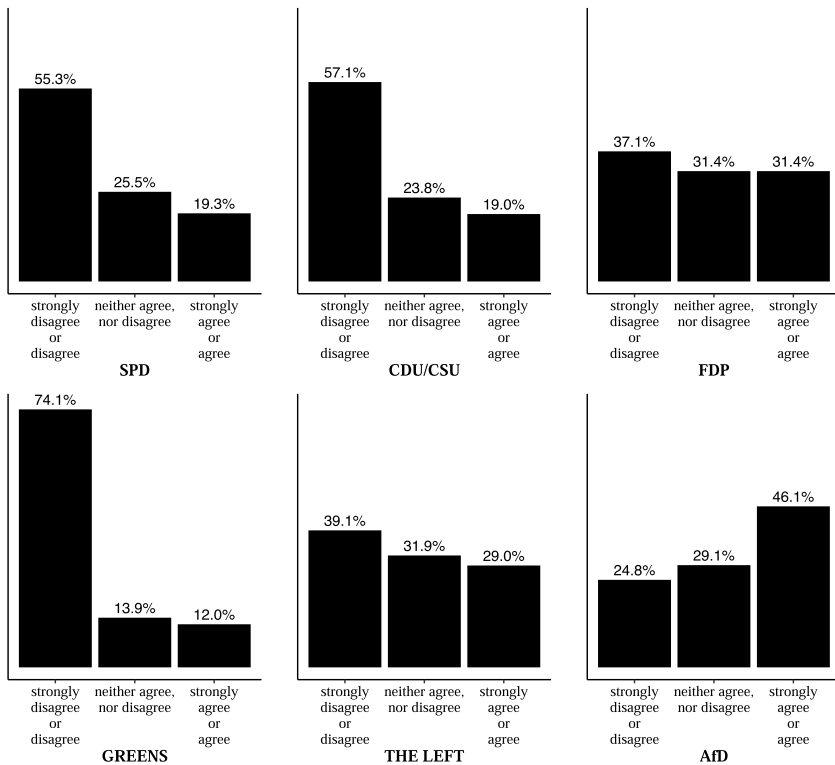 55.3%
25.5%
19.3%
strongly
disagree
or
disagree
neither agree,
nor disagree
strongly
agree
or
agree
SPD
57.1%
23.8%
19.0%
strongly
disagree
or
disagree
neither agree,
nor disagree
strongly
agree
or
agree
CDU/CSU
37.1%
31.4%
31.4%
strongly
disagree
or
disagree
neither agree,
nor disagree
strongly
agree
or
agree
FDP
74.1%
13.9%
12.0%
strongly
disagree
or
disagree
neither agree,
nor disagree
strongly
agree
or
agree
GREENS
39.1%
31.9%
29.0%
strongly
disagree
or
disagree
neither agree,
nor disagree
strongly
agree
or
agree
THE LEFT
24.8%
29.1%
46.1%
strongly
disagree
or
disagree
neither agree,
nor disagree
strongly
agree
or
agree
AfD